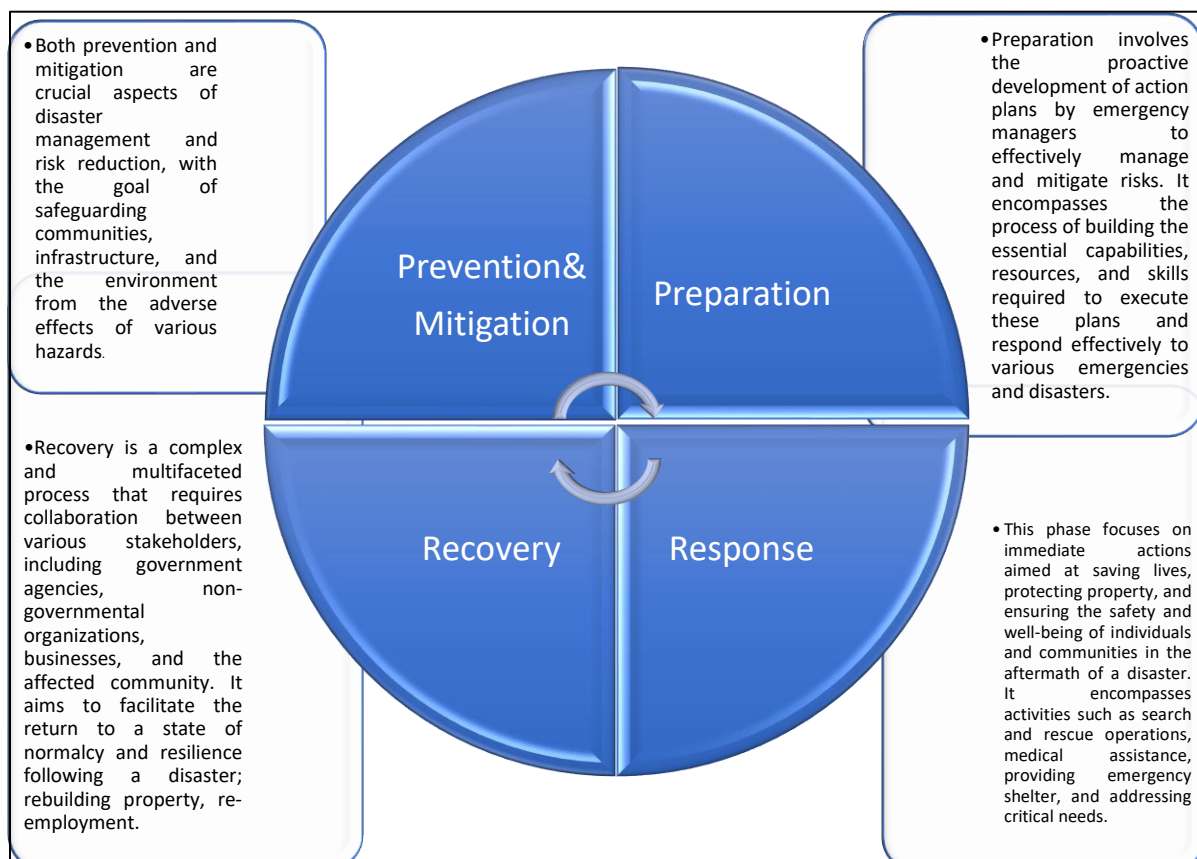 •Both prevention and
mitigation are
crucial aspects of
disaster
management and
risk reduction, with
the goal of
safeguarding
communities,
infrastructure, and
the environment
from the adverse
effects of various
hazards.
•Preparation involves
the proactive
development of action
plans by emergency
managers to
effectively manage
and mitigate risks. It
encompasses the
process of building the
essential capabilities,
resources, and skills
required to execute
these plans and
respond effectively to
various emergencies
and disasters.
Prevention&
Mitigation
Preparation
Recovery
Response
•Recovery is a complex
and multifaceted
process that requires
collaboration between
various stakeholders,
including government
agencies, non-
governmental
organizations,
businesses, and the
affected community. It
aims to facilitate the
return to a state of
normalcy and resilience
following a disaster;
rebuilding property, re-
employment.
•This phase focuses on
immediate actions
aimed at saving lives,
protecting property, and
ensuring the safety and
well-being of individuals
and communities in the
aftermath of a disaster.
It encompasses
activities such as search
and rescue operations,
medical assistance,
providing emergency
shelter, and addressing
critical needs.